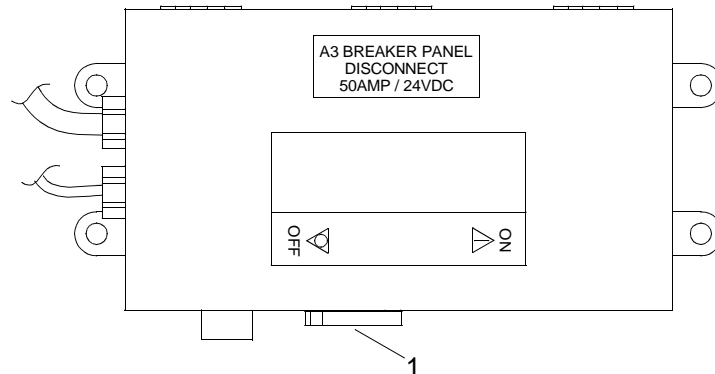 A3 BREAKER PANEL
DISCONNECT
50AMP / 24VDC
OFF
ON
1